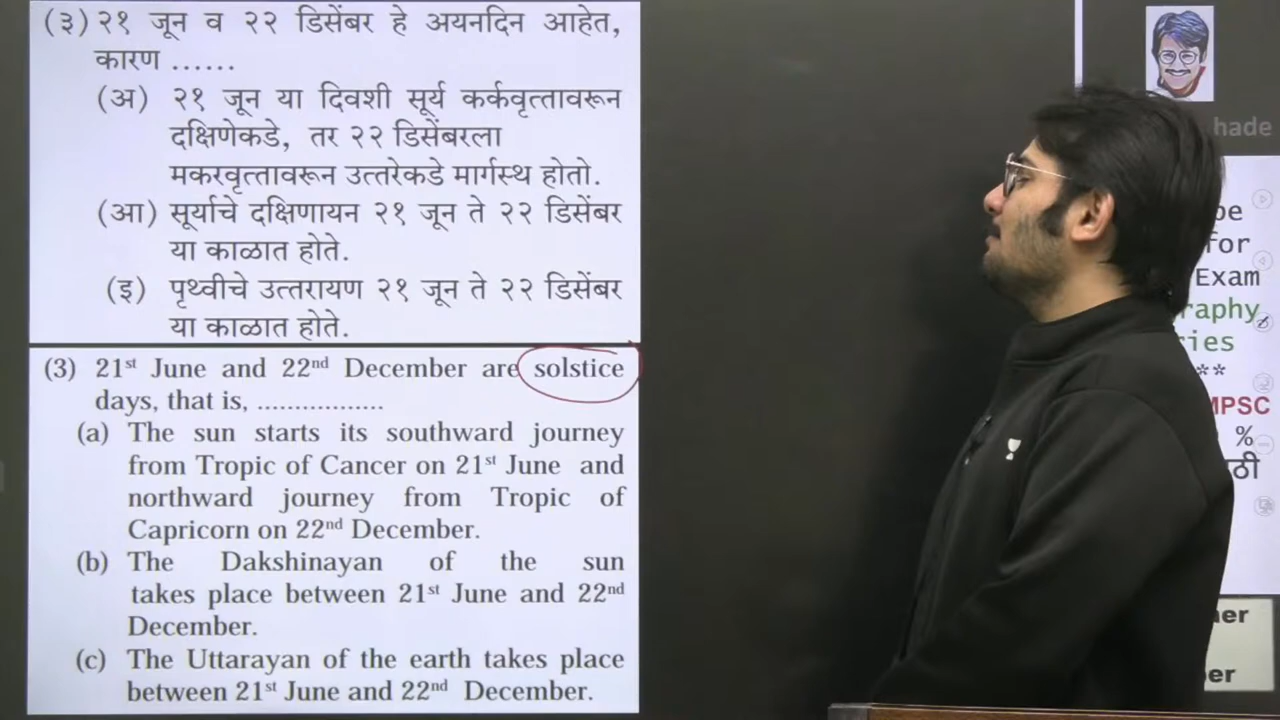 (३) २१ जून व २२ डिसेंबर हे अयनदिन आहेत,
कारण ......
(अ) २१ जून या दिवशी सूर्य कर्कवृत्तावरून
दक्षिणेकडे, तर २२ डिसेंबरला
मकरवृत्तावरून उत्तरेकडे मार्गस्थ होतो.
(आ) सूर्याचे दक्षिणायन २१ जून ते २२ डिसेंबर
या काळात होते.
(इ) पृथ्वीचे उत्तरायण २१ जून ते २२ डिसेंबर
या काळात होते.
(3) 21st June and 22nd December are solstice
days, that is, ..................
(a) The sun starts its southward journey
from Tropic of Cancer on 21st June and
northward journey from Tropic of
Capricorn on 22nd December.
(b) The Dakshinayan of the sun
takes place between 21st June and 22nd
December.
(c) The Uttarayan of the earth takes place
between 21st June and 22nd December.
hade
for
Exam
raphy
**
MPSC
%